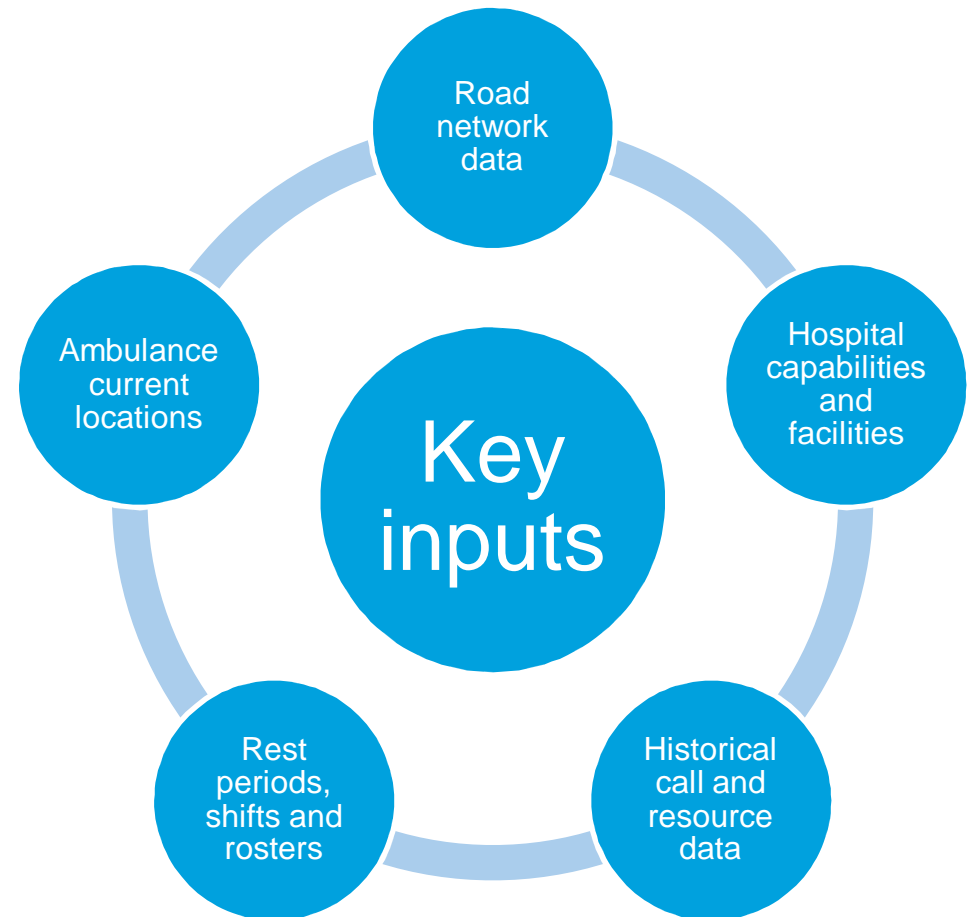 Road
network
data
Hospital
capabilities
and
facilities
Historical
call and
resource
data
Rest
periods,
shifts and
rosters
Ambulance
current
locations
Key
inputs